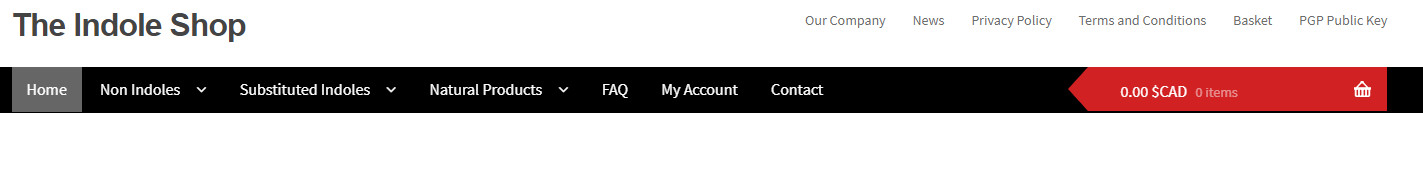 The Indole Shop
Our Company News Privacy Policy Terms and Conditions Basket PGP Public Key
Home Non Indoles Substituted Indoles Natural Products FAQ My Account Contact 0.00 $CAD 0 items